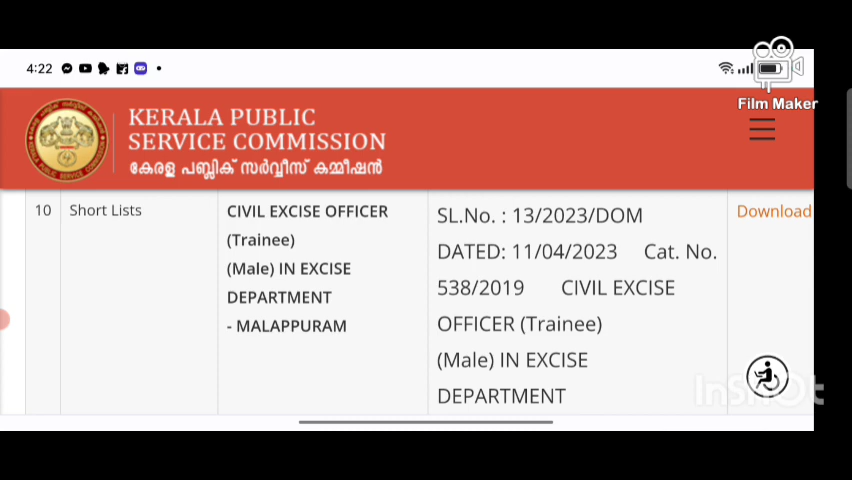 4:22
Film Maker
KERALA PUBLIC
SERVICE COMMISSION
കേരള പബ്ലിക് സർവ്വീസ് കമ്മീഷൻ
10 Short Lists CIVIL EXCISE OFFICER SL.No. : 13/2023/DOM Download
(Trainee) DATED: 11/04/2023 Cat. No.
(Male) IN EXCISE 538/2019 CIVIL EXCISE
DEPARTMENT OFFICER (Trainee)
- MALAPPURAM (Male) IN EXCISE
DEPARTMENT
InShOt